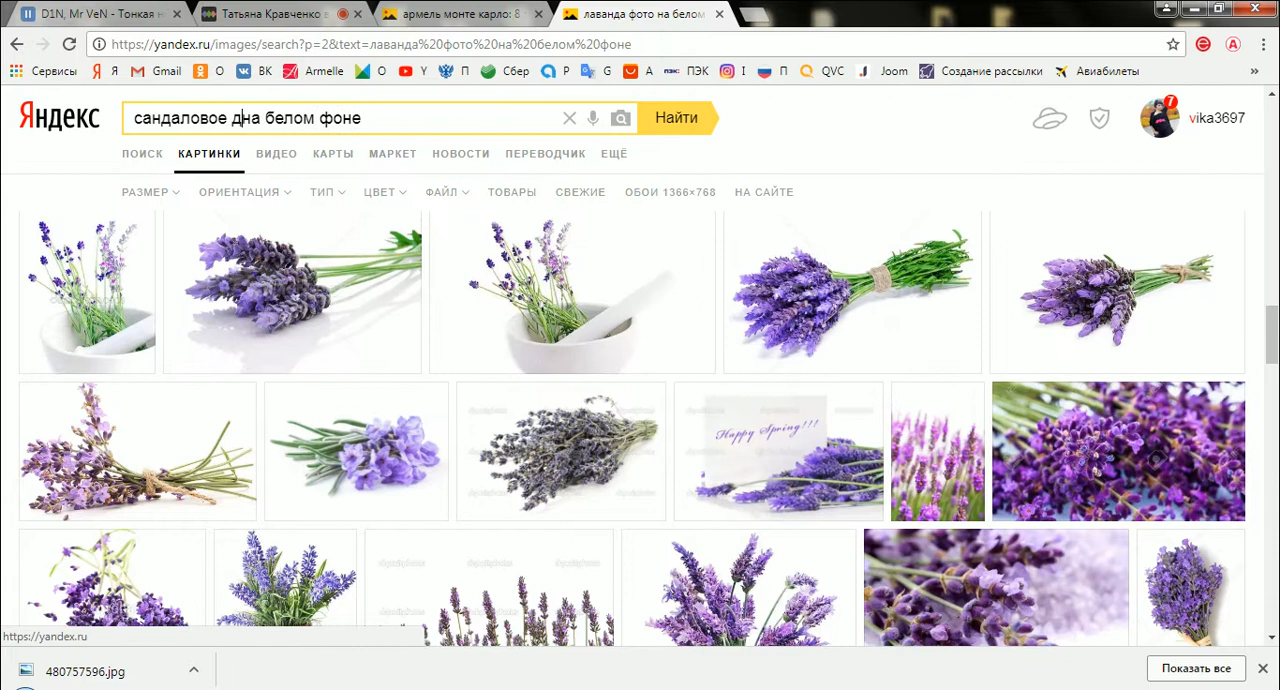 D1N, Mr VeN - Тонкая н
Татьяна Кравченко в
армель монте карло: 8
лаванда фото на белом
https://yandex.ru/images/search?p=2&text=лаванда%20фото%20на%20белом%20фоне
Сервисы Я Gmail О ВК Armelle О Y П Сбер Р G А ПЭК I П QVC Joom Создание рассылки Авиабилеты »
Яндекс
сандаловое дна белом фоне
Найти
7
vika3697
ПОИСК КАРТИНКИ ВИДЕО КАРТЫ МАРКЕТ НОВОСТИ ПЕРЕВОДЧИК ЕЩЁ
РАЗМЕР ОРИЕНТАЦИЯ ТИП ЦВЕТ ФАЙЛ ТОВАРЫ СВЕЖИЕ ОБОИ 1366×768 НА САЙТЕ
Happy Spring!!!
https://yandex.ru
480757596.jpg
Показать все